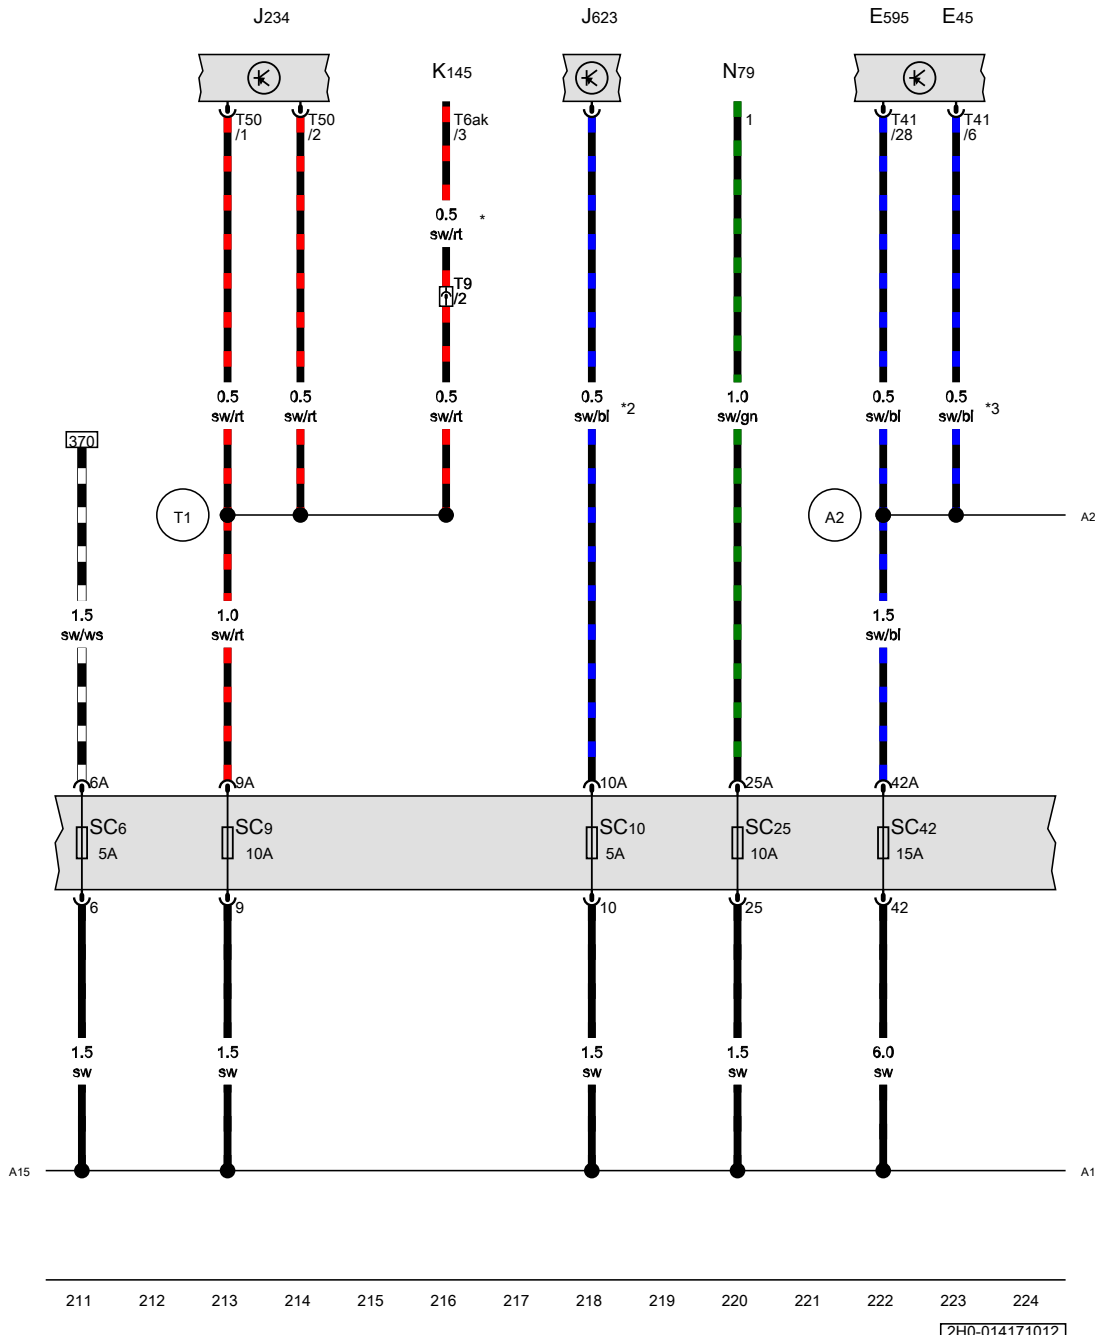 J234 J623 E595 E45
K145 N79
T50
/1
T50
/2
T6ak
/3
1
T41
/28
T41
/6
0.5
sw/rt
*
T9
/2
0.5
sw/rt
0.5
sw/rt
0.5
sw/rt
0.5
sw/bl
*2
1.0
sw/gn
0.5
sw/bl
0.5
sw/bl
*3
370
T1
A2
A2
1.5
sw/ws
1.0
sw/rt
1.5
sw/bl
6A 9A 10A 25A 42A
SC6
5A
SC9
10A
SC10
5A
SC25
10A
SC42
15A
6 9 10 25 42
1.5
sw
1.5
sw
1.5
sw
1.5
sw
6.0
sw
A15 A1
211 212 213 214 215 216 217 218 219 220 221 222 223 224
2H0-014171012